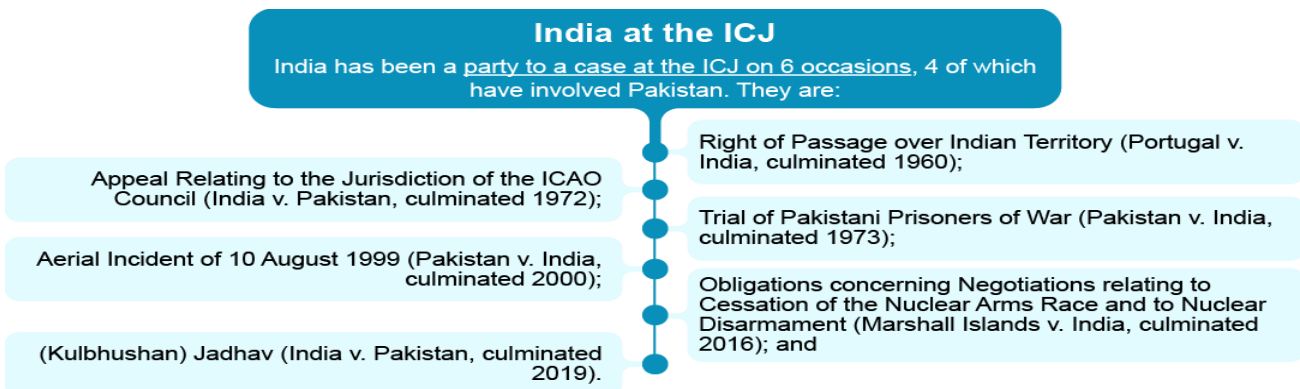 India at the ICJ
India has been a party to a case at the ICJ on 6 occasions, 4 of which
have involved Pakistan. They are:
Right of Passage over Indian Territory (Portugal v.
India, culminated 1960);
Appeal Relating to the Jurisdiction of the ICAO
Council (India v. Pakistan, culminated 1972);
Trial of Pakistani Prisoners of War (Pakistan v. India,
culminated 1973);
Aerial Incident of 10 August 1999 (Pakistan v. India,
culminated 2000);
Obligations concerning Negotiations relating to
Cessation of the Nuclear Arms Race and to Nuclear
Disarmament (Marshall Islands v. India, culminated
2016); and
(Kulbhushan) Jadhav (India v. Pakistan, culminated
2019).